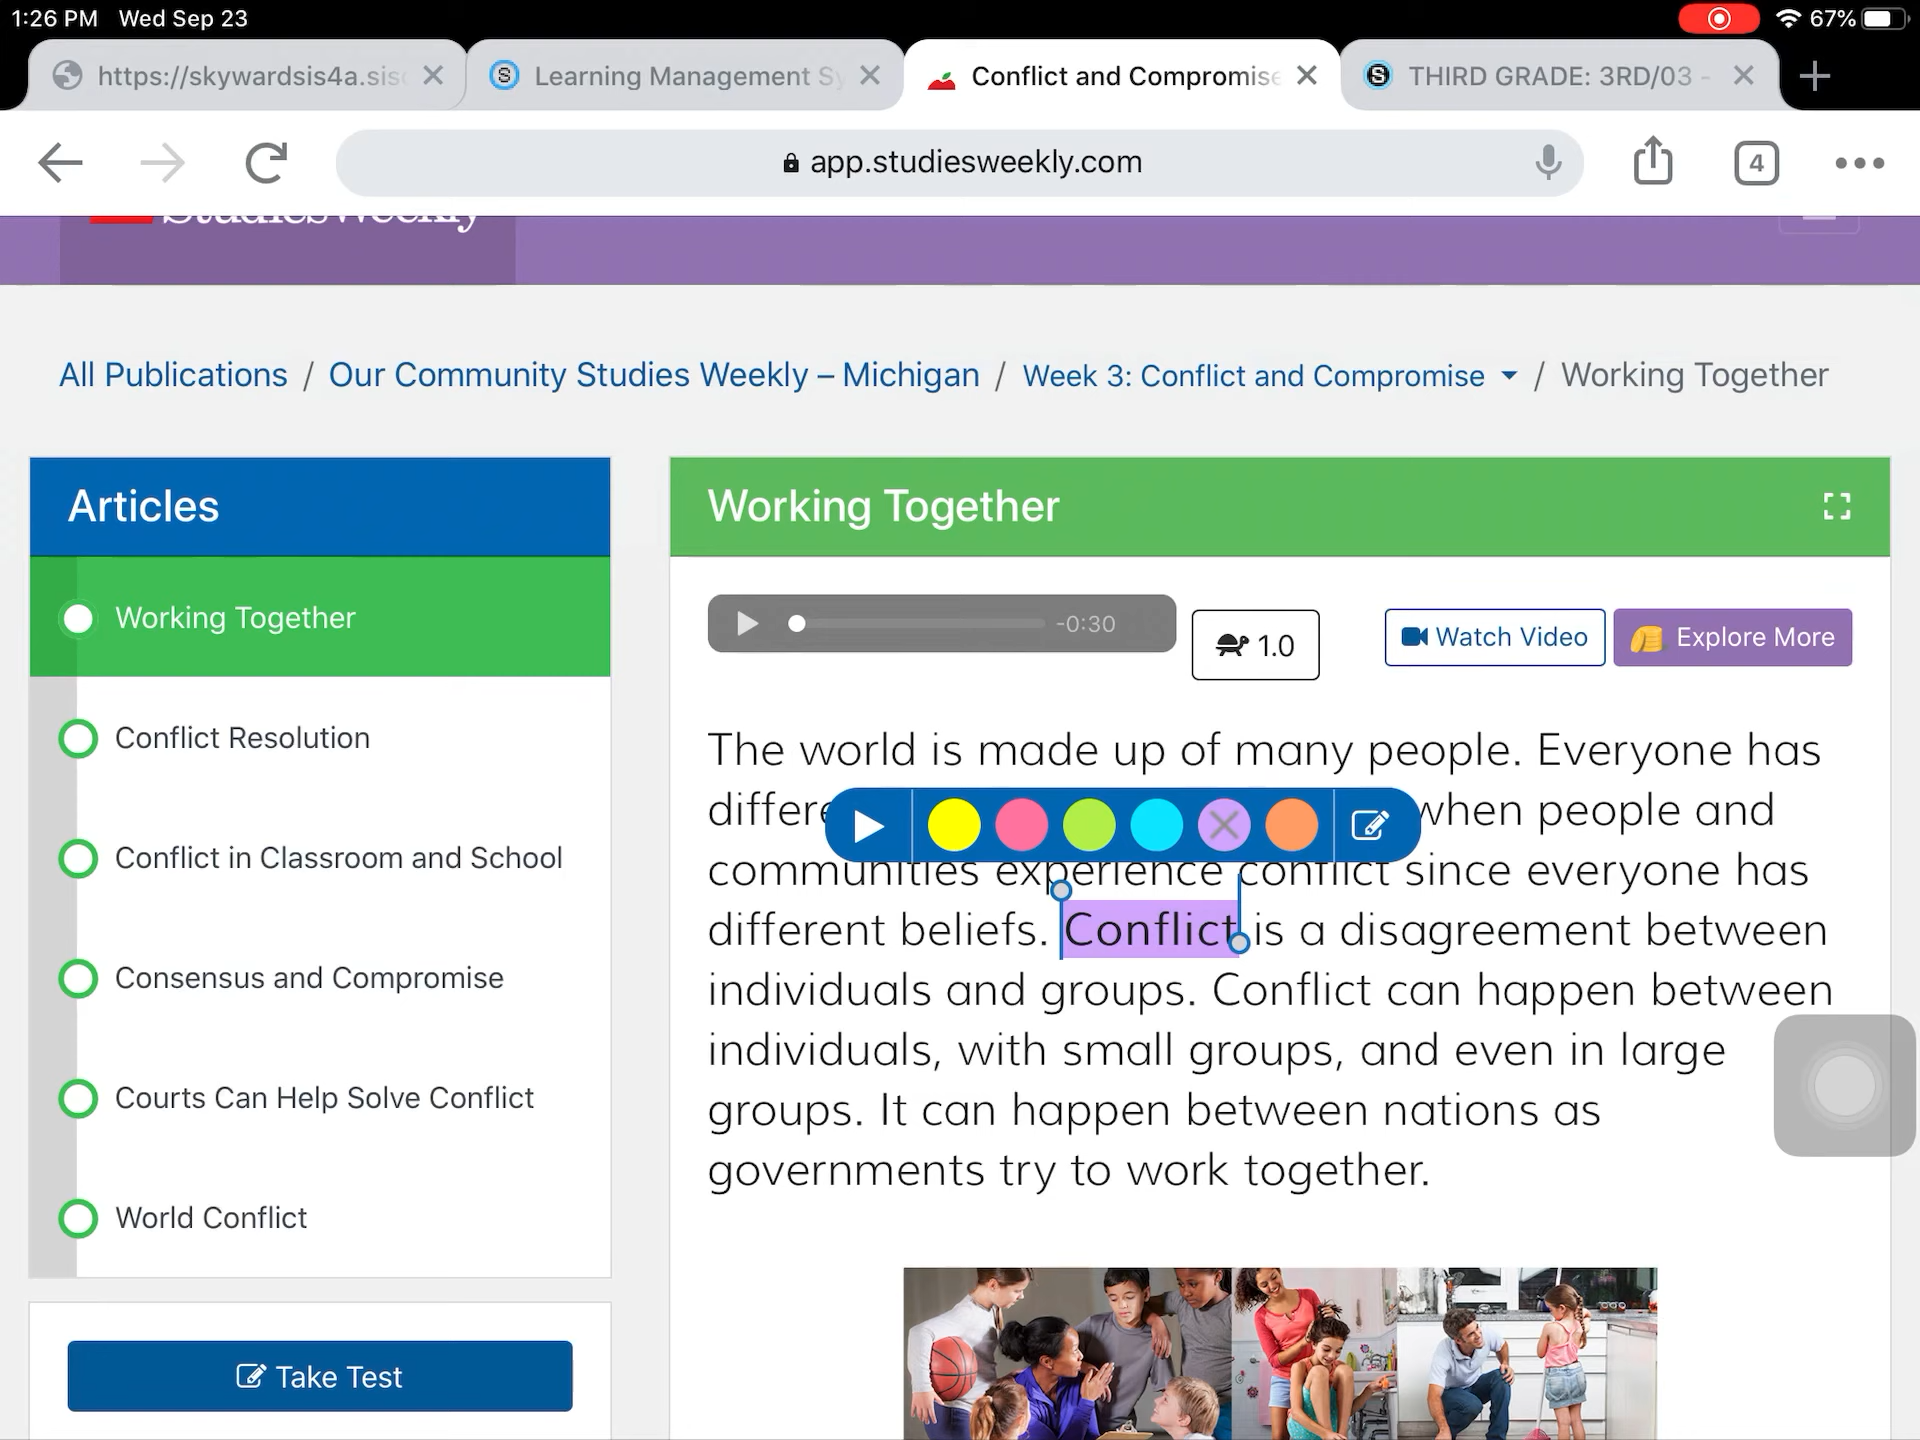 1:26 PM Wed Sep 23
67%
https://skywardsis4a.sis
Learning Management Sy
Conflict and Compromise
THIRD GRADE: 3RD/03 -
app.studiesweekly.com
4
StudiesWeekly
All Publications / Our Community Studies Weekly – Michigan / Week 3: Conflict and Compromise / Working Together
Articles
Working Together
Conflict Resolution
Conflict in Classroom and School
Consensus and Compromise
Courts Can Help Solve Conflict
World Conflict
Take Test
Working Together
-0:30
1.0
Watch Video
Explore More
The world is made up of many people. Everyone has
differe when people and
communities experience conflict since everyone has
different beliefs. Conflict is a disagreement between
individuals and groups. Conflict can happen between
individuals, with small groups, and even in large
groups. It can happen between nations as
governments try to work together.